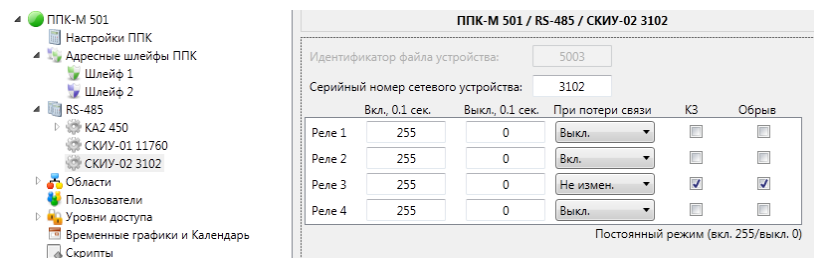 ППК-М 501
Настройки ППК
Адресные шлейфы ППК
Шлейф 1
Шлейф 2
RS-485
КА2 450
СКИУ-01 11760
СКИУ-02 3102
Области
Пользователи
Уровни доступа
Временные графики и Календарь
Скрипты
ППК-М 501 / RS-485 / СКИУ-02 3102
Идентификатор файла устройства: 5003
Серийный номер сетевого устройства: 3102
Вкл., 0.1 сек. Выкл., 0.1 сек. При потери связи КЗ Обрыв
Реле 1 255 0 Выкл.
Реле 2 255 0 Вкл.
Реле 3 255 0 Не измен.
Реле 4 255 0 Выкл.
Постоянный режим (вкл. 255/выкл. 0)